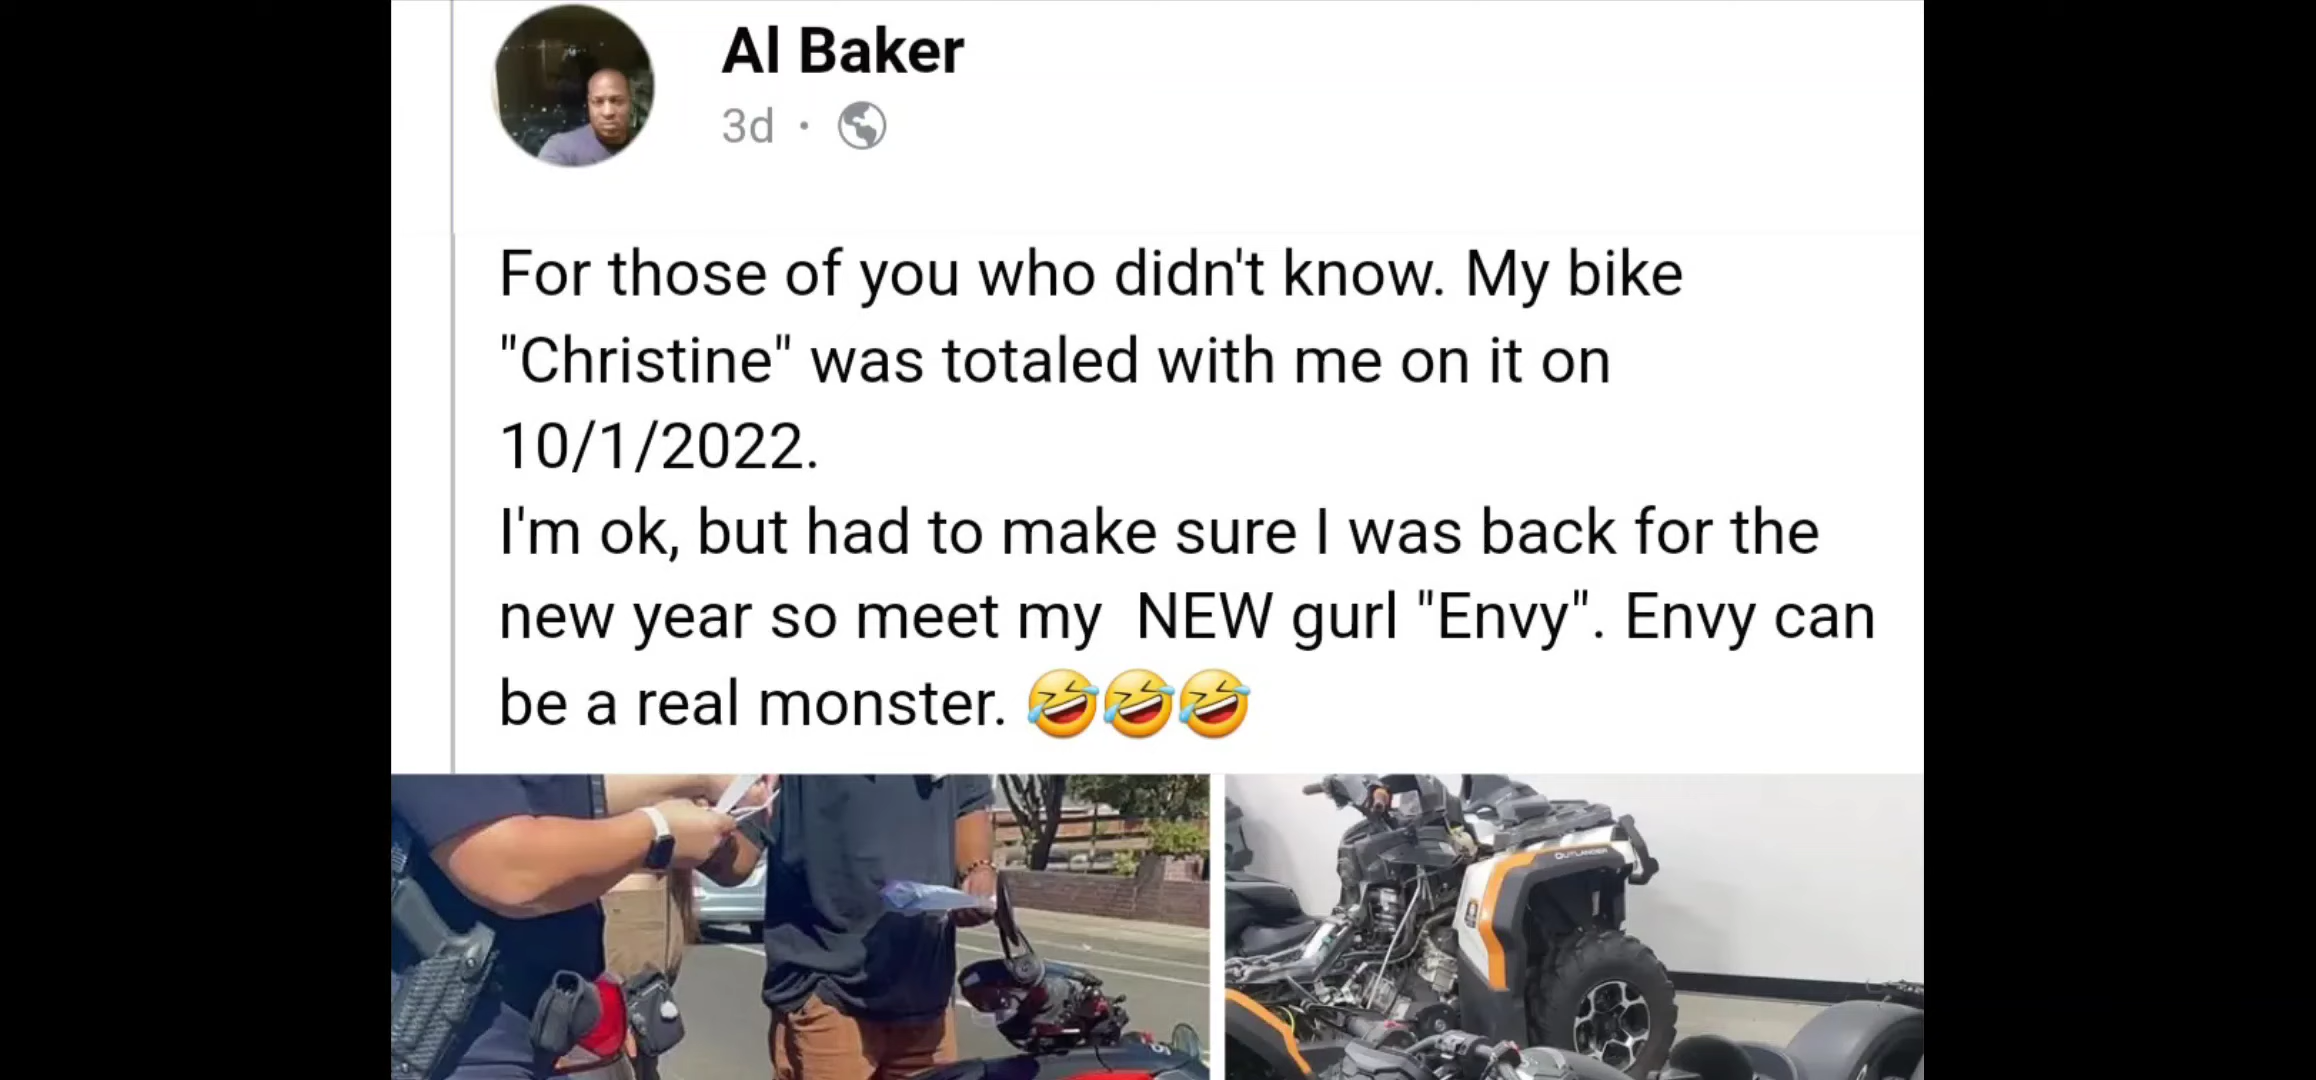 Al Baker
3d ·
For those of you who didn't know. My bike
"Christine" was totaled with me on it on
10/1/2022.
I'm ok, but had to make sure I was back for the
new year so meet my  NEW gurl "Envy". Envy can
be a real monster. 🤣🤣🤣
OUTLANDER